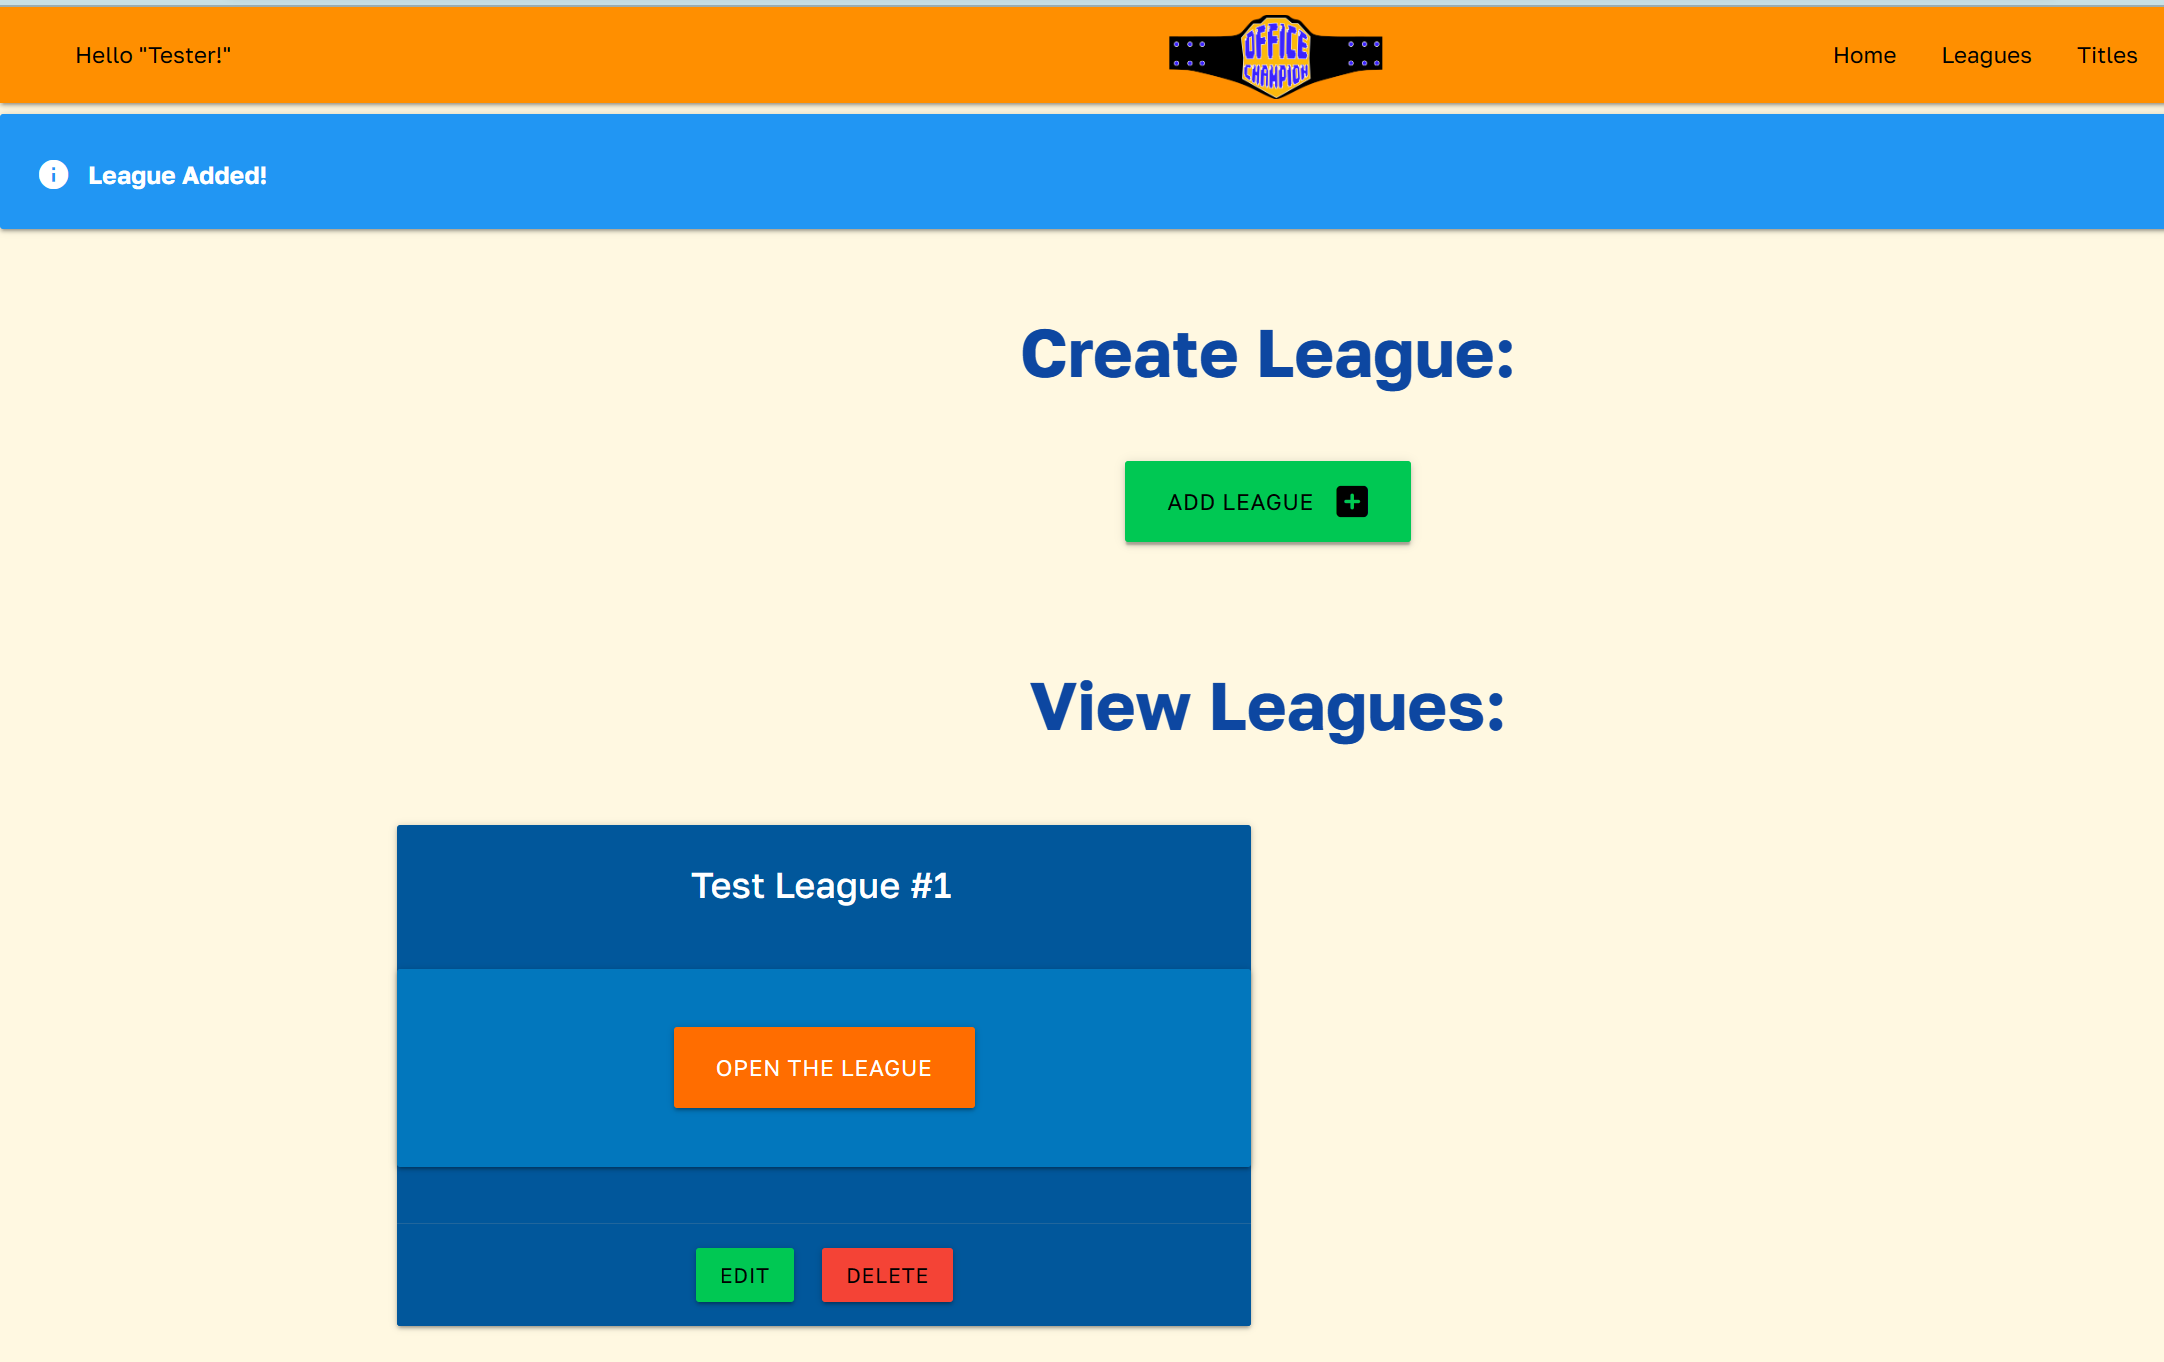 Hello "Tester!"
OFFICE
CHAMPION
Home Leagues Titles
League Added!
Create League:
ADD LEAGUE
View Leagues:
Test League #1
OPEN THE LEAGUE
EDIT DELETE